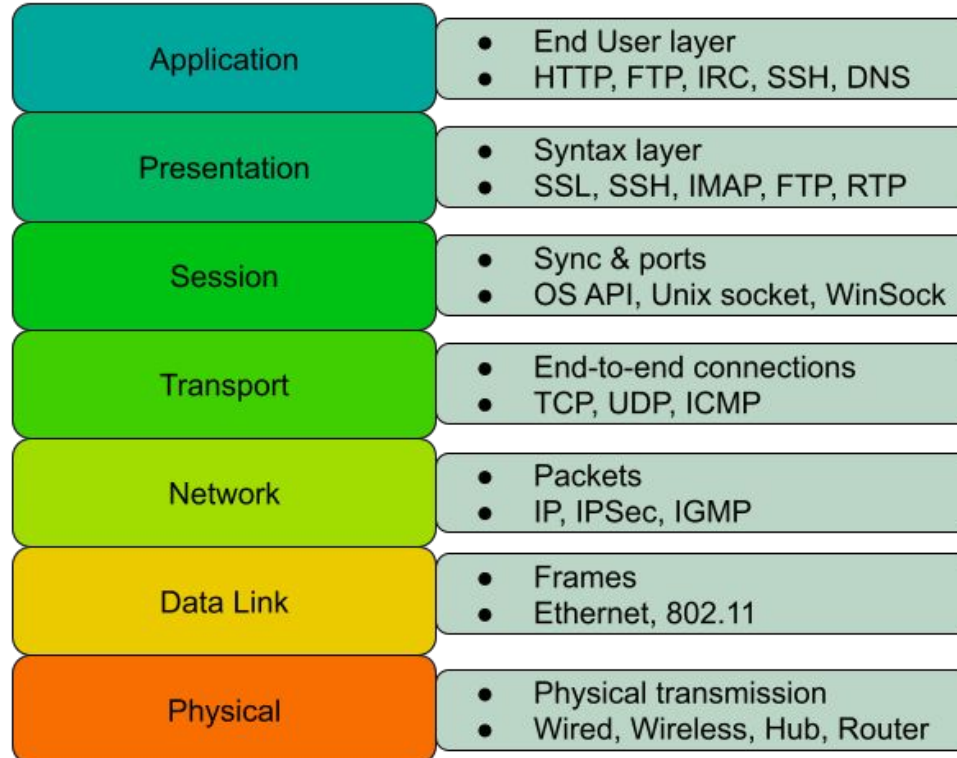 Application
• End User layer
• HTTP, FTP, IRC, SSH, DNS
Presentation
• Syntax layer
• SSL, SSH, IMAP, FTP, RTP
Session
• Sync & ports
• OS API, Unix socket, WinSock
Transport
• End-to-end connections
• TCP, UDP, ICMP
Network
• Packets
• IP, IPSec, IGMP
Data Link
• Frames
• Ethernet, 802.11
Physical
• Physical transmission
• Wired, Wireless, Hub, Router